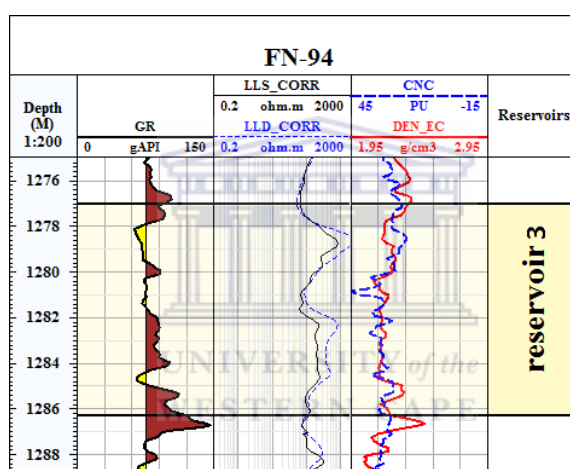 FN-94
LLS_CORR CNC
0.2 ohm.m 2000 45 PU -15
Depth
(M)
1:200
GR LLD_CORR DEN_EC Reservoirs
0 gAPI 150 0.2 ohm.m 2000 1.95 g/cm3 2.95
1276
1278
1280
1282
1284
1286
1288
reservoir 3
UNIVERSITY of the
WESTERN CAPE